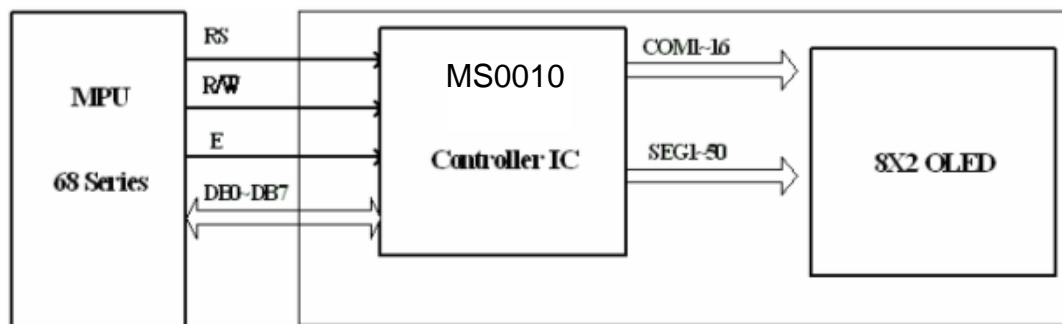 RS
R/W
E
DB0~DB7
MPU
68 Series
MS0010
Controller IC
COM1~16
SEG1~50
8X2 OLED